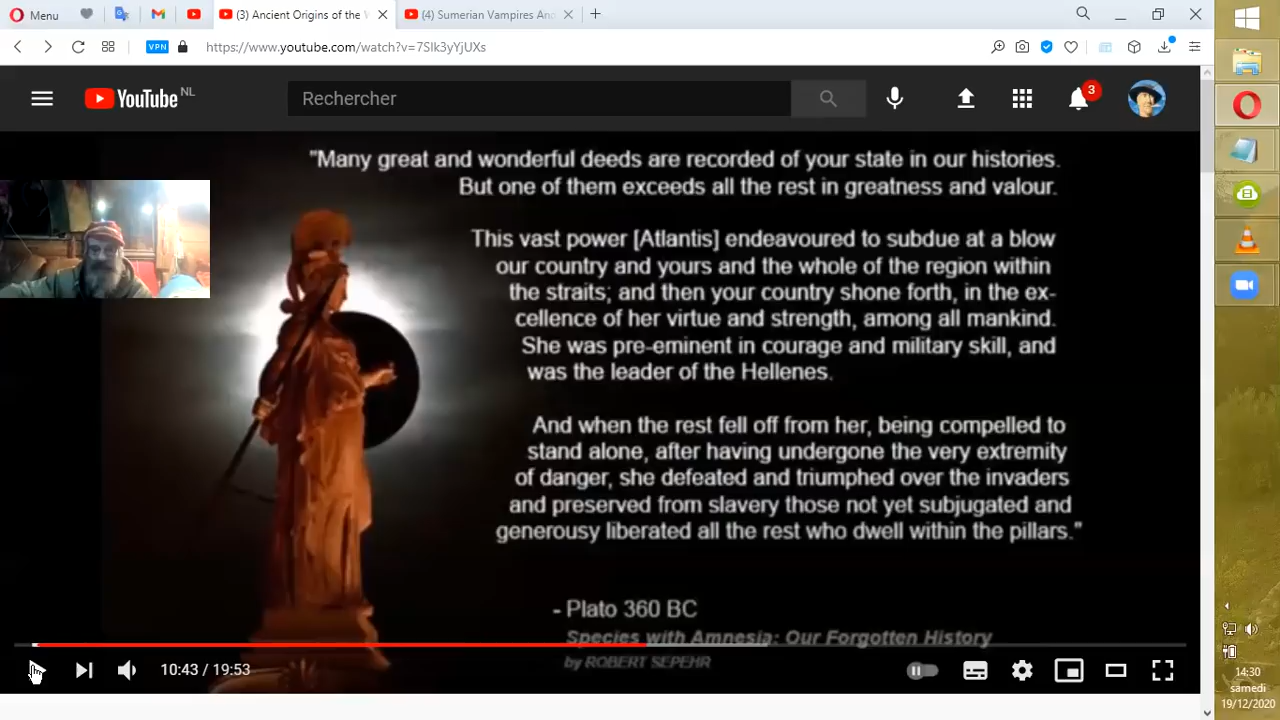 Menu
(3) Ancient Origins of the
(4) Sumerian Vampires And
VPN
https://www.youtube.com/watch?v=7SIk3yYjUXs
YouTube NL
Rechercher
3
"Many great and wonderful deeds are recorded of your state in our histories.
But one of them exceeds all the rest in greatness and valour.
This vast power [Atlantis] endeavoured to subdue at a blow
our country and yours and the whole of the region within
the straits; and then your country shone forth, in the ex-
cellence of her virtue and strength, among all mankind.
She was pre-eminent in courage and military skill, and
was the leader of the Hellenes.
And when the rest fell off from her, being compelled to
stand alone, after having undergone the very extremity
of danger, she defeated and triumphed over the invaders
and preserved from slavery those not yet subjugated and
generousy liberated all the rest who dwell within the pillars."
- Plato 360 BC
Species with Amnesia: Our Forgotten History
by ROBERT SEPEHR
10:43 / 19:53
14:30
samedi
19/12/2020